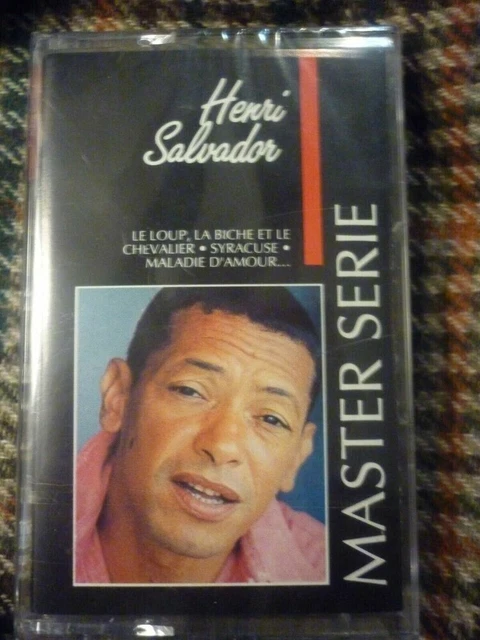 Henri
Salvador
LE LOUP, LA BICHE ET LE
CHEVALIER • SYRACUSE •
MALADIE D'AMOUR...
MASTER SERIE